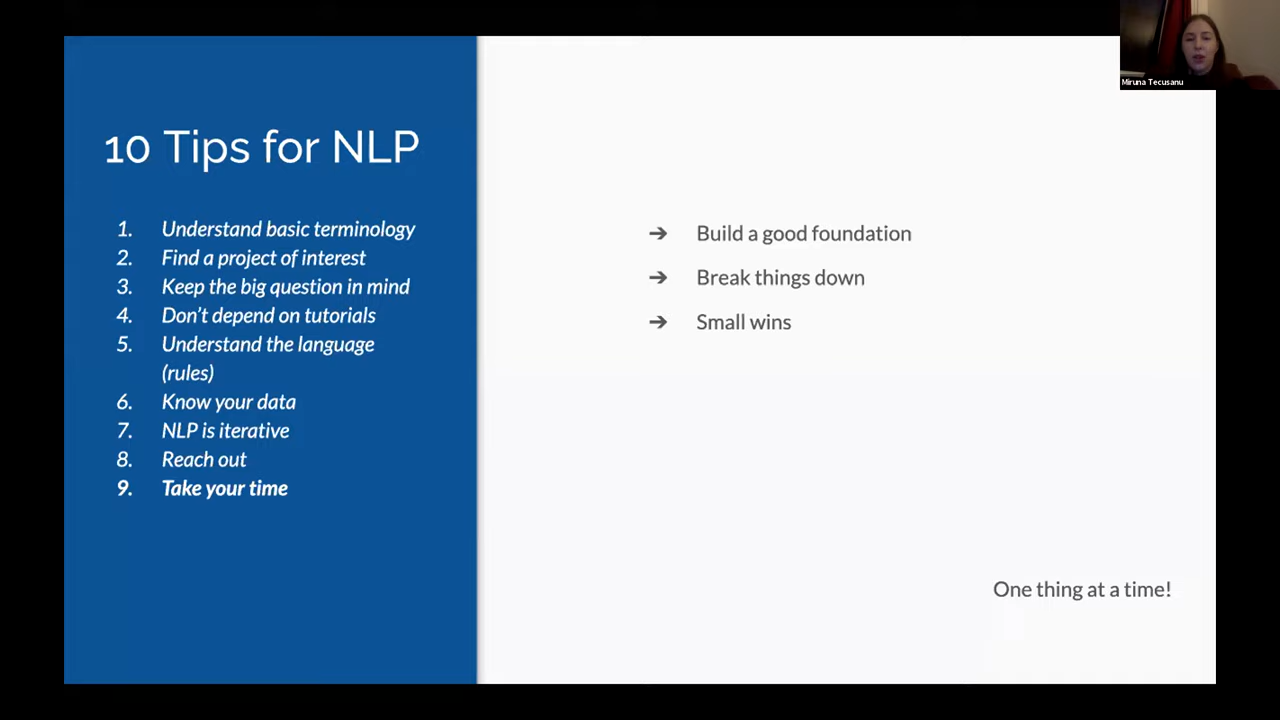 10 Tips for NLP
1. Understand basic terminology
2. Find a project of interest
3. Keep the big question in mind
4. Don't depend on tutorials
5. Understand the language
(rules)
6. Know your data
7. NLP is iterative
8. Reach out
9. Take your time
➔ Build a good foundation
➔ Break things down
➔ Small wins
One thing at a time!
Miruna Tecusanu